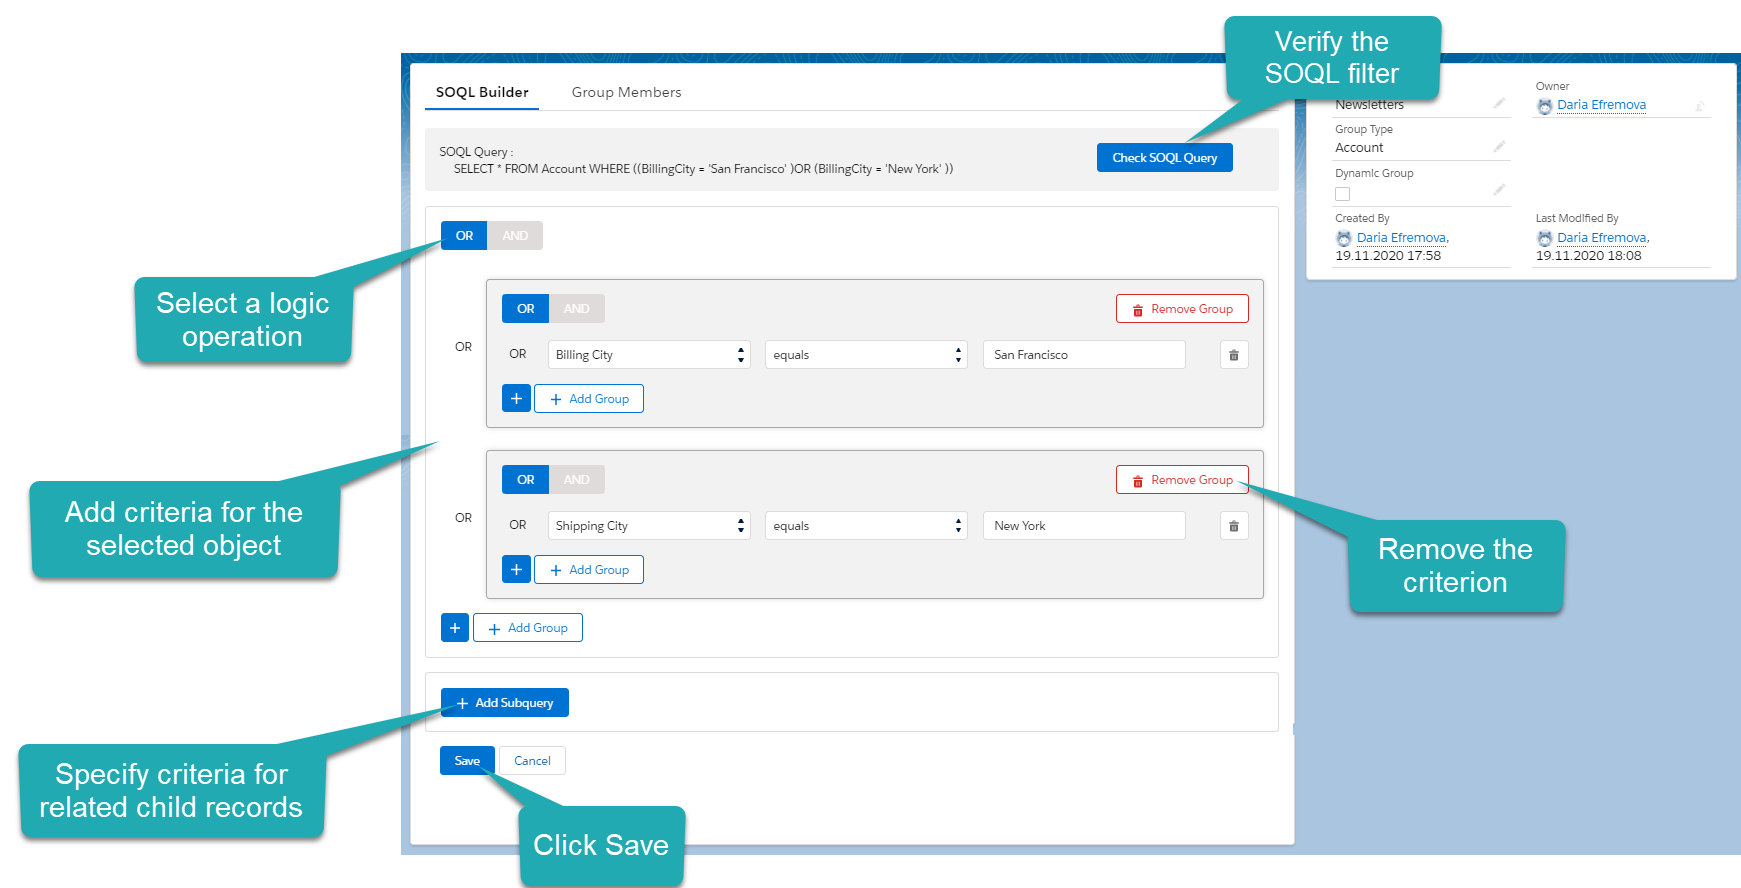 Verify the
SOQL filter
SOQL Builder
Group Members
SOQL Query :
SELECT * FROM Account WHERE ((BillingCity = 'San Francisco' )OR (BillingCity = 'New York' ))
Check SOQL Query
Newsletters
Owner
Daria Efremova
Group Type
Account
Dynamic Group
Created By
Daria Efremova,
19.11.2020 17:58
Last Modified By
Daria Efremova,
19.11.2020 18:08
OR AND
Select a logic
operation
OR
OR AND
Remove Group
OR Billing City equals San Francisco
+ + Add Group
Add criteria for the
selected object
OR
OR AND
Remove Group
OR Shipping City equals New York
+ + Add Group
Remove the
criterion
+ + Add Group
+ Add Subquery
Specify criteria for
related child records
Save Cancel
Click Save